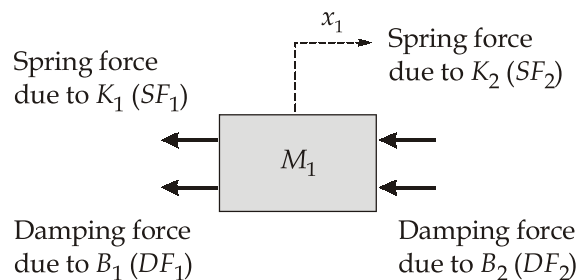 x₁
Spring force
due to K₁ (SF₁)
Spring force
due to K₂ (SF₂)
M₁
Damping force
due to B₁ (DF₁)
Damping force
due to B₂ (DF₂)